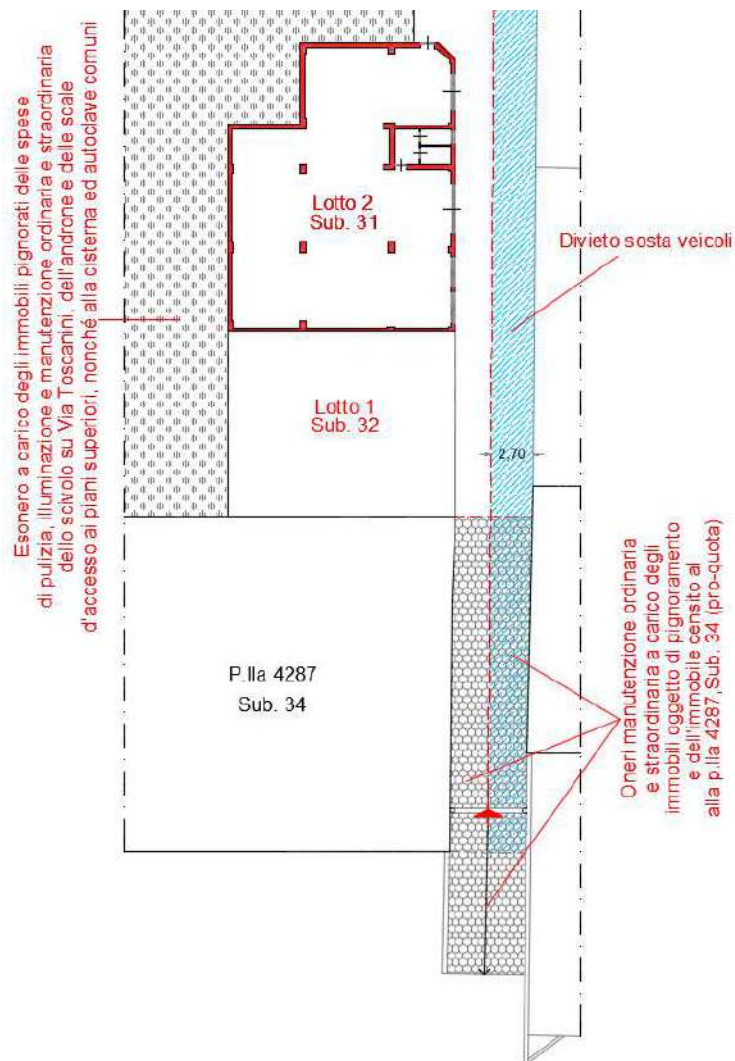 Esonero a carico degli immobili pignorati delle spese
di pulizia, illuminazione e manutenzione ordinaria e straordinaria
dello scivolo su Via Toscanini, dell'androne e delle scale
d'accesso ai piani superiori, nonché alla cisterna ed autoclave comuni
Lotto 2
Sub. 31
Divieto sosta veicoli
Lotto 1
Sub. 32
2,70
P.lla 4287
Sub. 34
Oneri manutenzione ordinaria
e straordinaria a carico degli
immobili oggetto di pignoramento
e dell'immobile censito al
alla p.lla 4287,Sub. 34 (pro-quota)